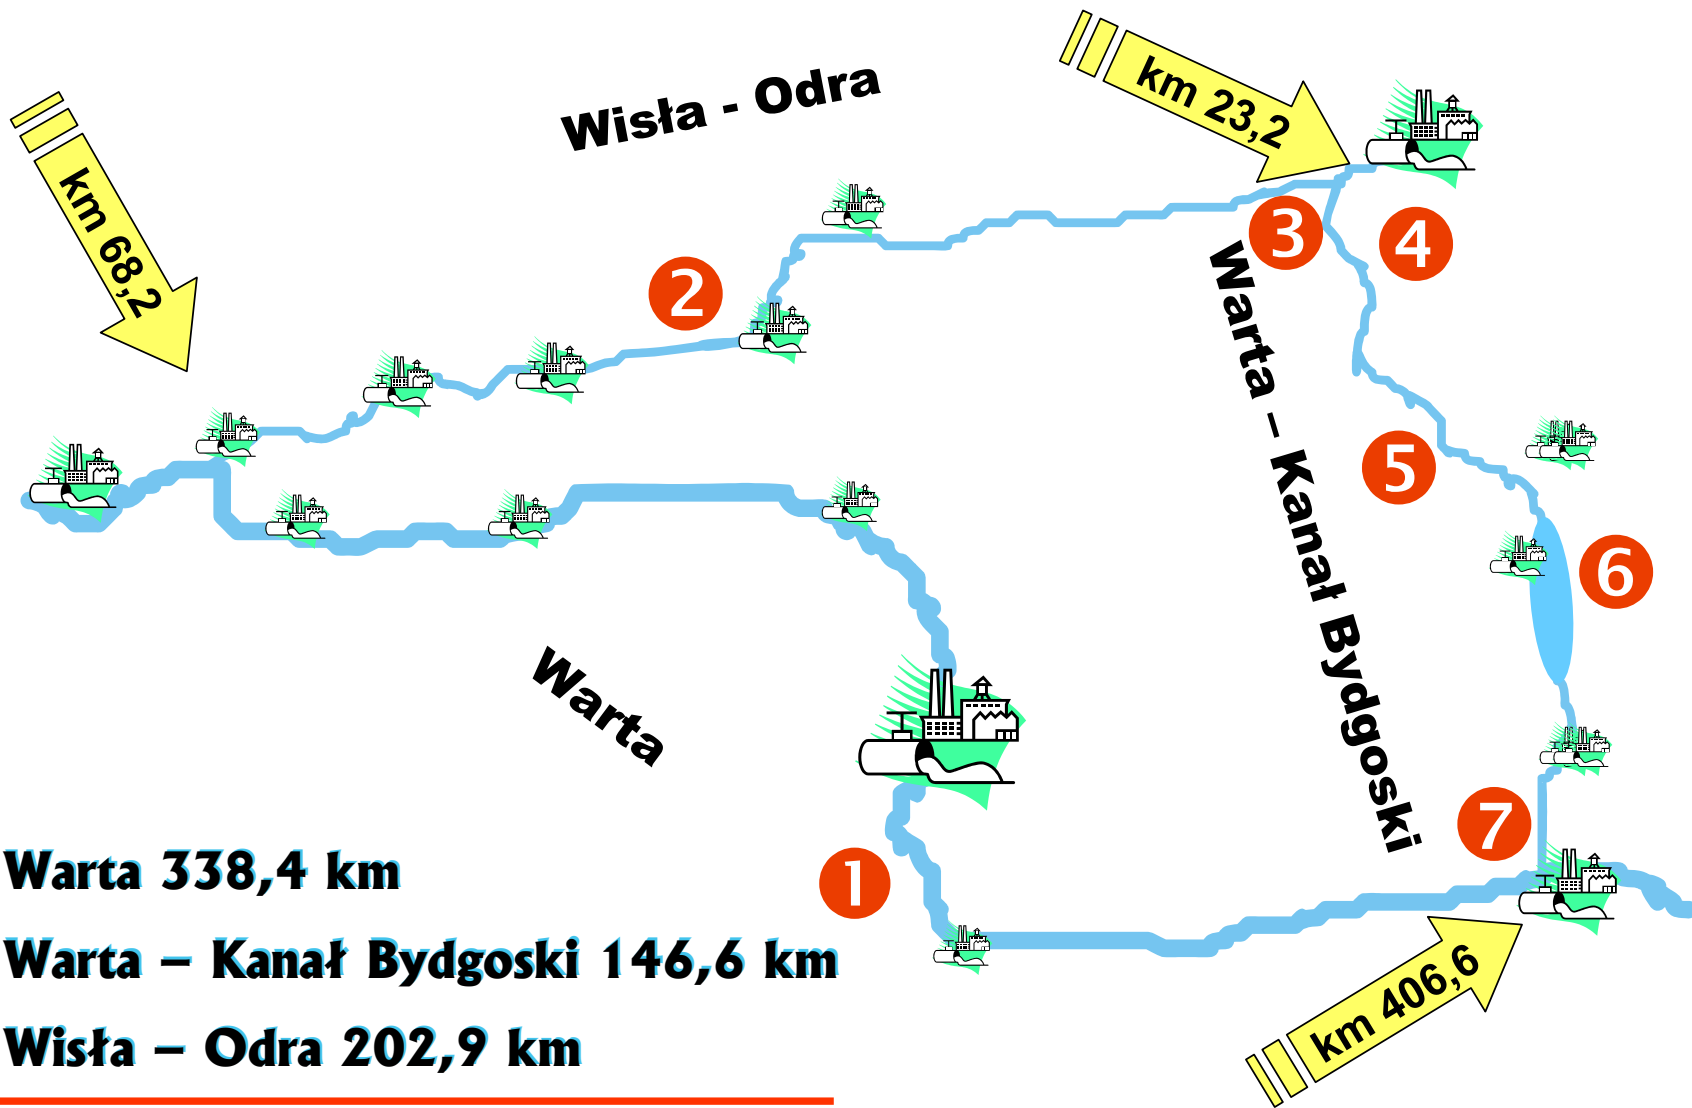 Wisła - Odra
km 23,2
km 68,2
3
4
2
Warta – Kanał Bydgoski
5
6
Warta
7
1
Warta 338,4 km
Warta – Kanał Bydgoski 146,6 km
km 406,6
Wisła – Odra 202,9 km